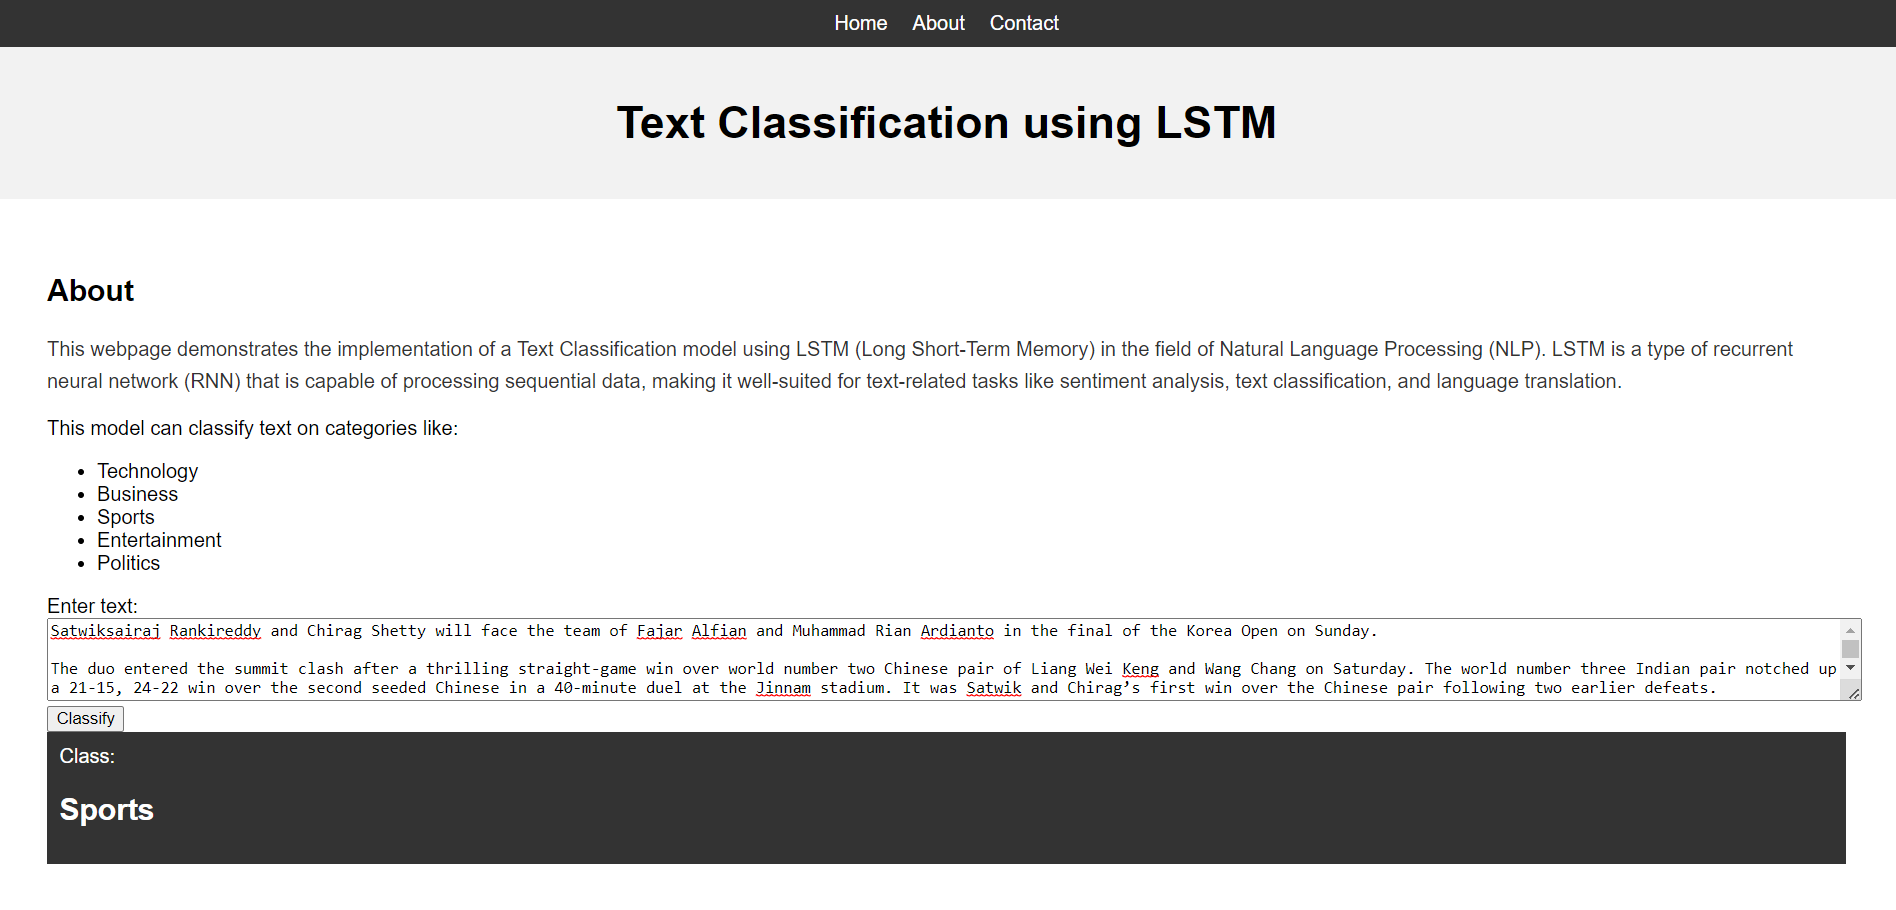 Home About Contact
Text Classification using LSTM
About
This webpage demonstrates the implementation of a Text Classification model using LSTM (Long Short-Term Memory) in the field of Natural Language Processing (NLP). LSTM is a type of recurrent
neural network (RNN) that is capable of processing sequential data, making it well-suited for text-related tasks like sentiment analysis, text classification, and language translation.
This model can classify text on categories like:
• Technology
• Business
• Sports
• Entertainment
• Politics
Enter text:
Satwiksairaj Rankireddy and Chirag Shetty will face the team of Fajar Alfian and Muhammad Rian Ardianto in the final of the Korea Open on Sunday.
The duo entered the summit clash after a thrilling straight-game win over world number two Chinese pair of Liang Wei Keng and Wang Chang on Saturday. The world number three Indian pair notched up
a 21-15, 24-22 win over the second seeded Chinese in a 40-minute duel at the Jinnam stadium. It was Satwik and Chirag’s first win over the Chinese pair following two earlier defeats.
Classify
Class:
Sports